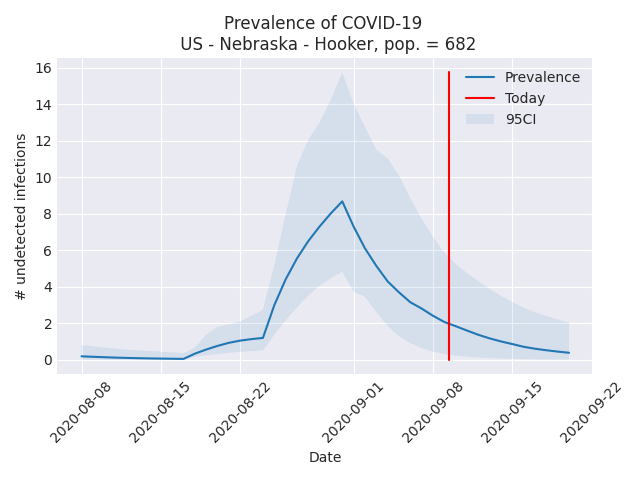 Prevalence of COVID-19
US - Nebraska - Hooker, pop. = 682
16
14
12
10
8
6
4
2
0
# undetected infections
Prevalence
Today
95CI
2020-08-08
2020-08-15
2020-08-22
2020-09-01
2020-09-08
2020-09-15
2020-09-22
Date